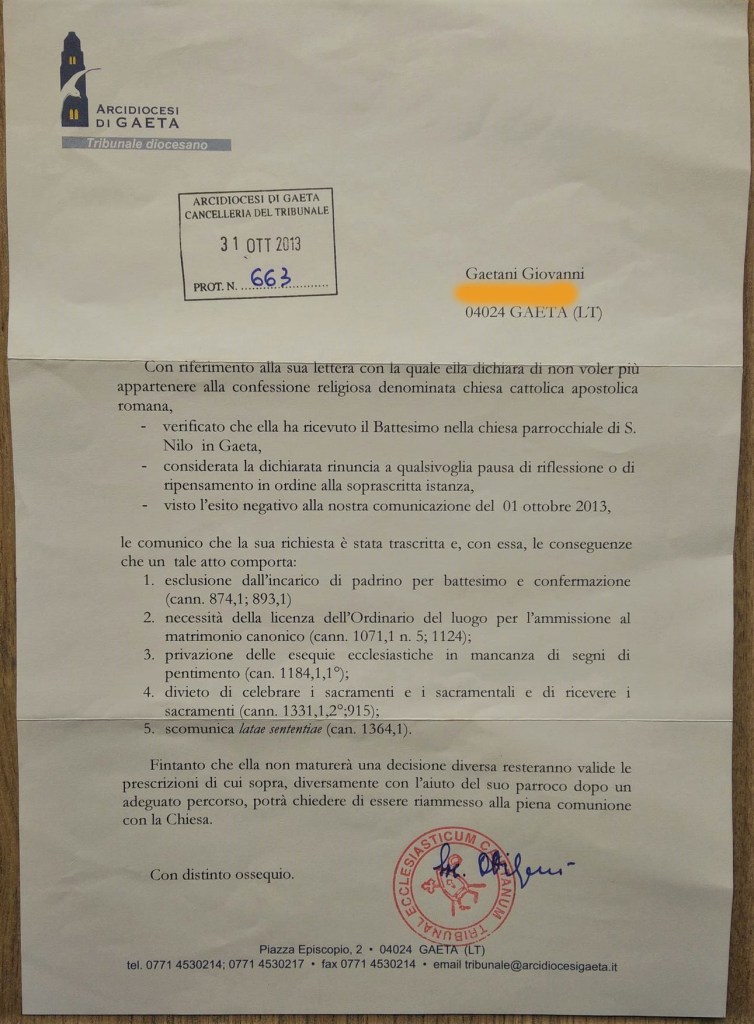 ARCIDIOCESI
DI GAETA
Tribunale diocesano
ARCIDIOCESI DI GAETA
CANCELLERIA DEL TRIBUNALE
31 OTT 2013
PROT. N. 663
Gaetani Giovanni
04024 GAETA (LT)
Con riferimento alla sua lettera con la quale ella dichiara di non voler più
appartenere alla confessione religiosa denominata chiesa cattolica apostolica
romana,
- verificato che ella ha ricevuto il Battesimo nella chiesa parrocchiale di S.
Nilo in Gaeta,
- considerata la dichiarata rinuncia a qualsivoglia pausa di riflessione o di
ripensamento in ordine alla soprascritta istanza,
- visto l'esito negativo alla nostra comunicazione del 01 ottobre 2013,
le comunico che la sua richiesta è stata trascritta e, con essa, le conseguenze
che un tale atto comporta:
1. esclusione dall'incarico di padrino per battesimo e confermazione
(cann. 874,1; 893,1)
2. necessità della licenza dell'Ordinario del luogo per l'ammissione al
matrimonio canonico (cann. 1071,1 n. 5; 1124);
3. privazione delle esequie ecclesiastiche in mancanza di segni di
pentimento (can. 1184,1,1°);
4. divieto di celebrare i sacramenti e i sacramentali e di ricevere i
sacramenti (cann. 1331,1,2°;915);
5. scomunica latae sententiae (can. 1364,1).
Fintanto che ella non maturerà una decisione diversa resteranno valide le
prescrizioni di cui sopra, diversamente con l'aiuto del suo parroco dopo un
adeguato percorso, potrà chiedere di essere riammesso alla piena comunione
con la Chiesa.
Con distinto ossequio.
TRIBUNAL ECCLESIASTICUM
Piazza Episcopio, 2 • 04024 GAETA (LT)
tel. 0771 4530214; 0771 4530217 • fax 0771 4530214 • email tribunale@arcidiocesigaeta.it